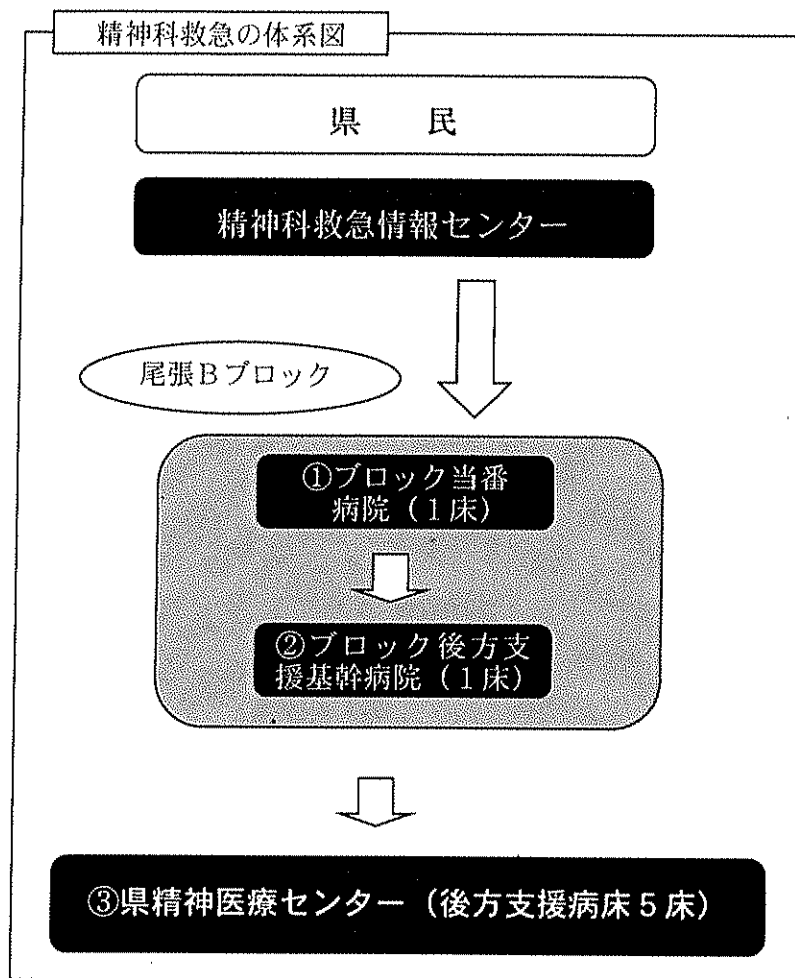 精神科救急の体系図
県　　民
精神科救急情報センター
尾張Bブロック
①ブロック当番
病院（1床）
②ブロック後方支
援基幹病院（1床）
③県精神医療センター（後方支援病床5床）